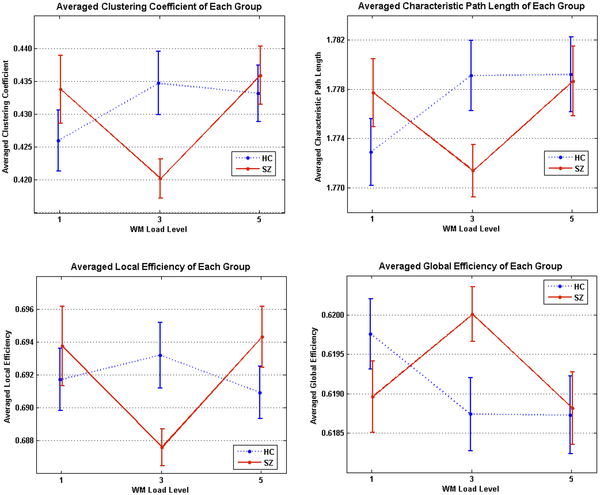 Averaged Clustering Coefficient of Each Group
Averaged Clustering Coefficient
0.440
0.435
0.430
0.425
0.420
HC
SZ
1
3
5
WM Load Level
Averaged Characteristic Path Length of Each Group
Averaged Characteristic Path Length
1.782
1.778
1.774
1.770
HC
SZ
1
3
5
WM Load Level
Averaged Local Efficiency of Each Group
Averaged Local Efficiency
0.696
0.694
0.692
0.690
0.688
HC
SZ
1
3
5
WM Load Level
Averaged Global Efficiency of Each Group
Averaged Global Efficiency
0.6200
0.6195
0.6190
0.6185
HC
SZ
1
3
5
WM Load Level